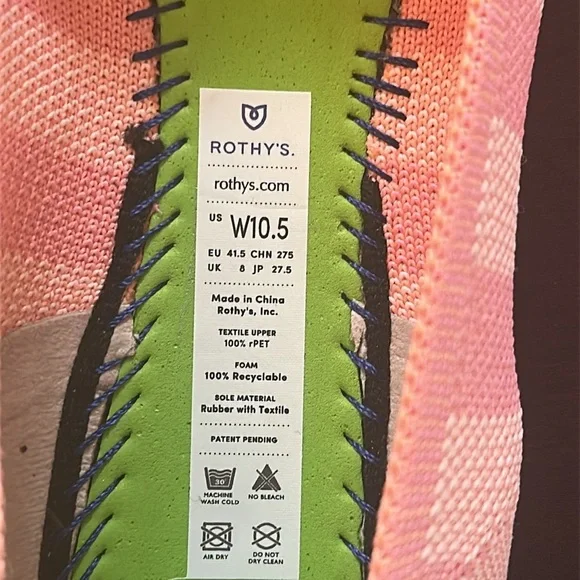 ROTHY'S.
rothys.com
US W10.5
EU 41.5 CHN 275
UK 8 JP 27.5
Made in China
Rothy's, Inc.
TEXTILE UPPER
100% rPET
FOAM
100% Recyclable
SOLE MATERIAL
Rubber with Textile
PATENT PENDING
30°
MACHINE WASH COLD
NO BLEACH
AIR DRY
DO NOT DRY CLEAN